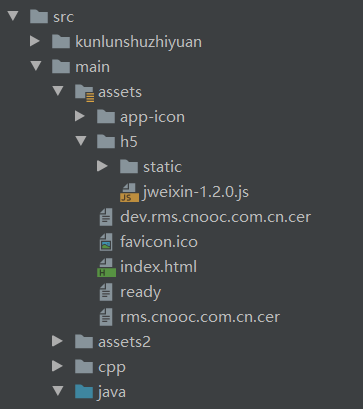 src
kunlunshuzhiyuan
main
assets
app-icon
h5
static
jweixin-1.2.0.js
dev.rms.cnooc.com.cn.cer
favicon.ico
index.html
ready
rms.cnooc.com.cn.cer
assets2
cpp
java